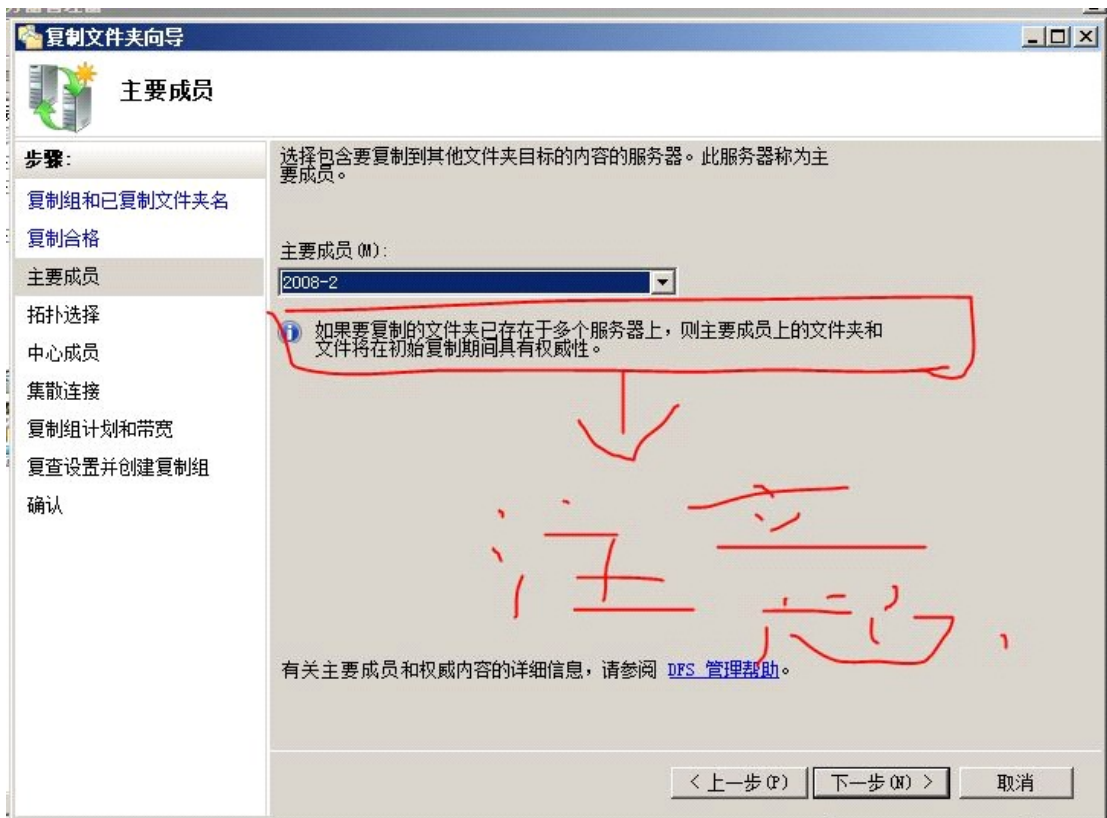 复制文件夹向导
主要成员
步骤:
复制组和已复制文件夹名
复制合格
主要成员
拓扑选择
中心成员
集散连接
复制组计划和带宽
复查设置并创建复制组
确认
选择包含要复制到其他文件夹目标的内容的服务器。此服务器称为主
要成员。
主要成员(M):
2008-2
如果要复制的文件夹已存在于多个服务器上，则主要成员上的文件夹和
文件将在初始复制期间具有权威性。
注意
有关主要成员和权威内容的详细信息，请参阅 DFS 管理帮助。
< 上一步(P)
下一步(N) >
取消